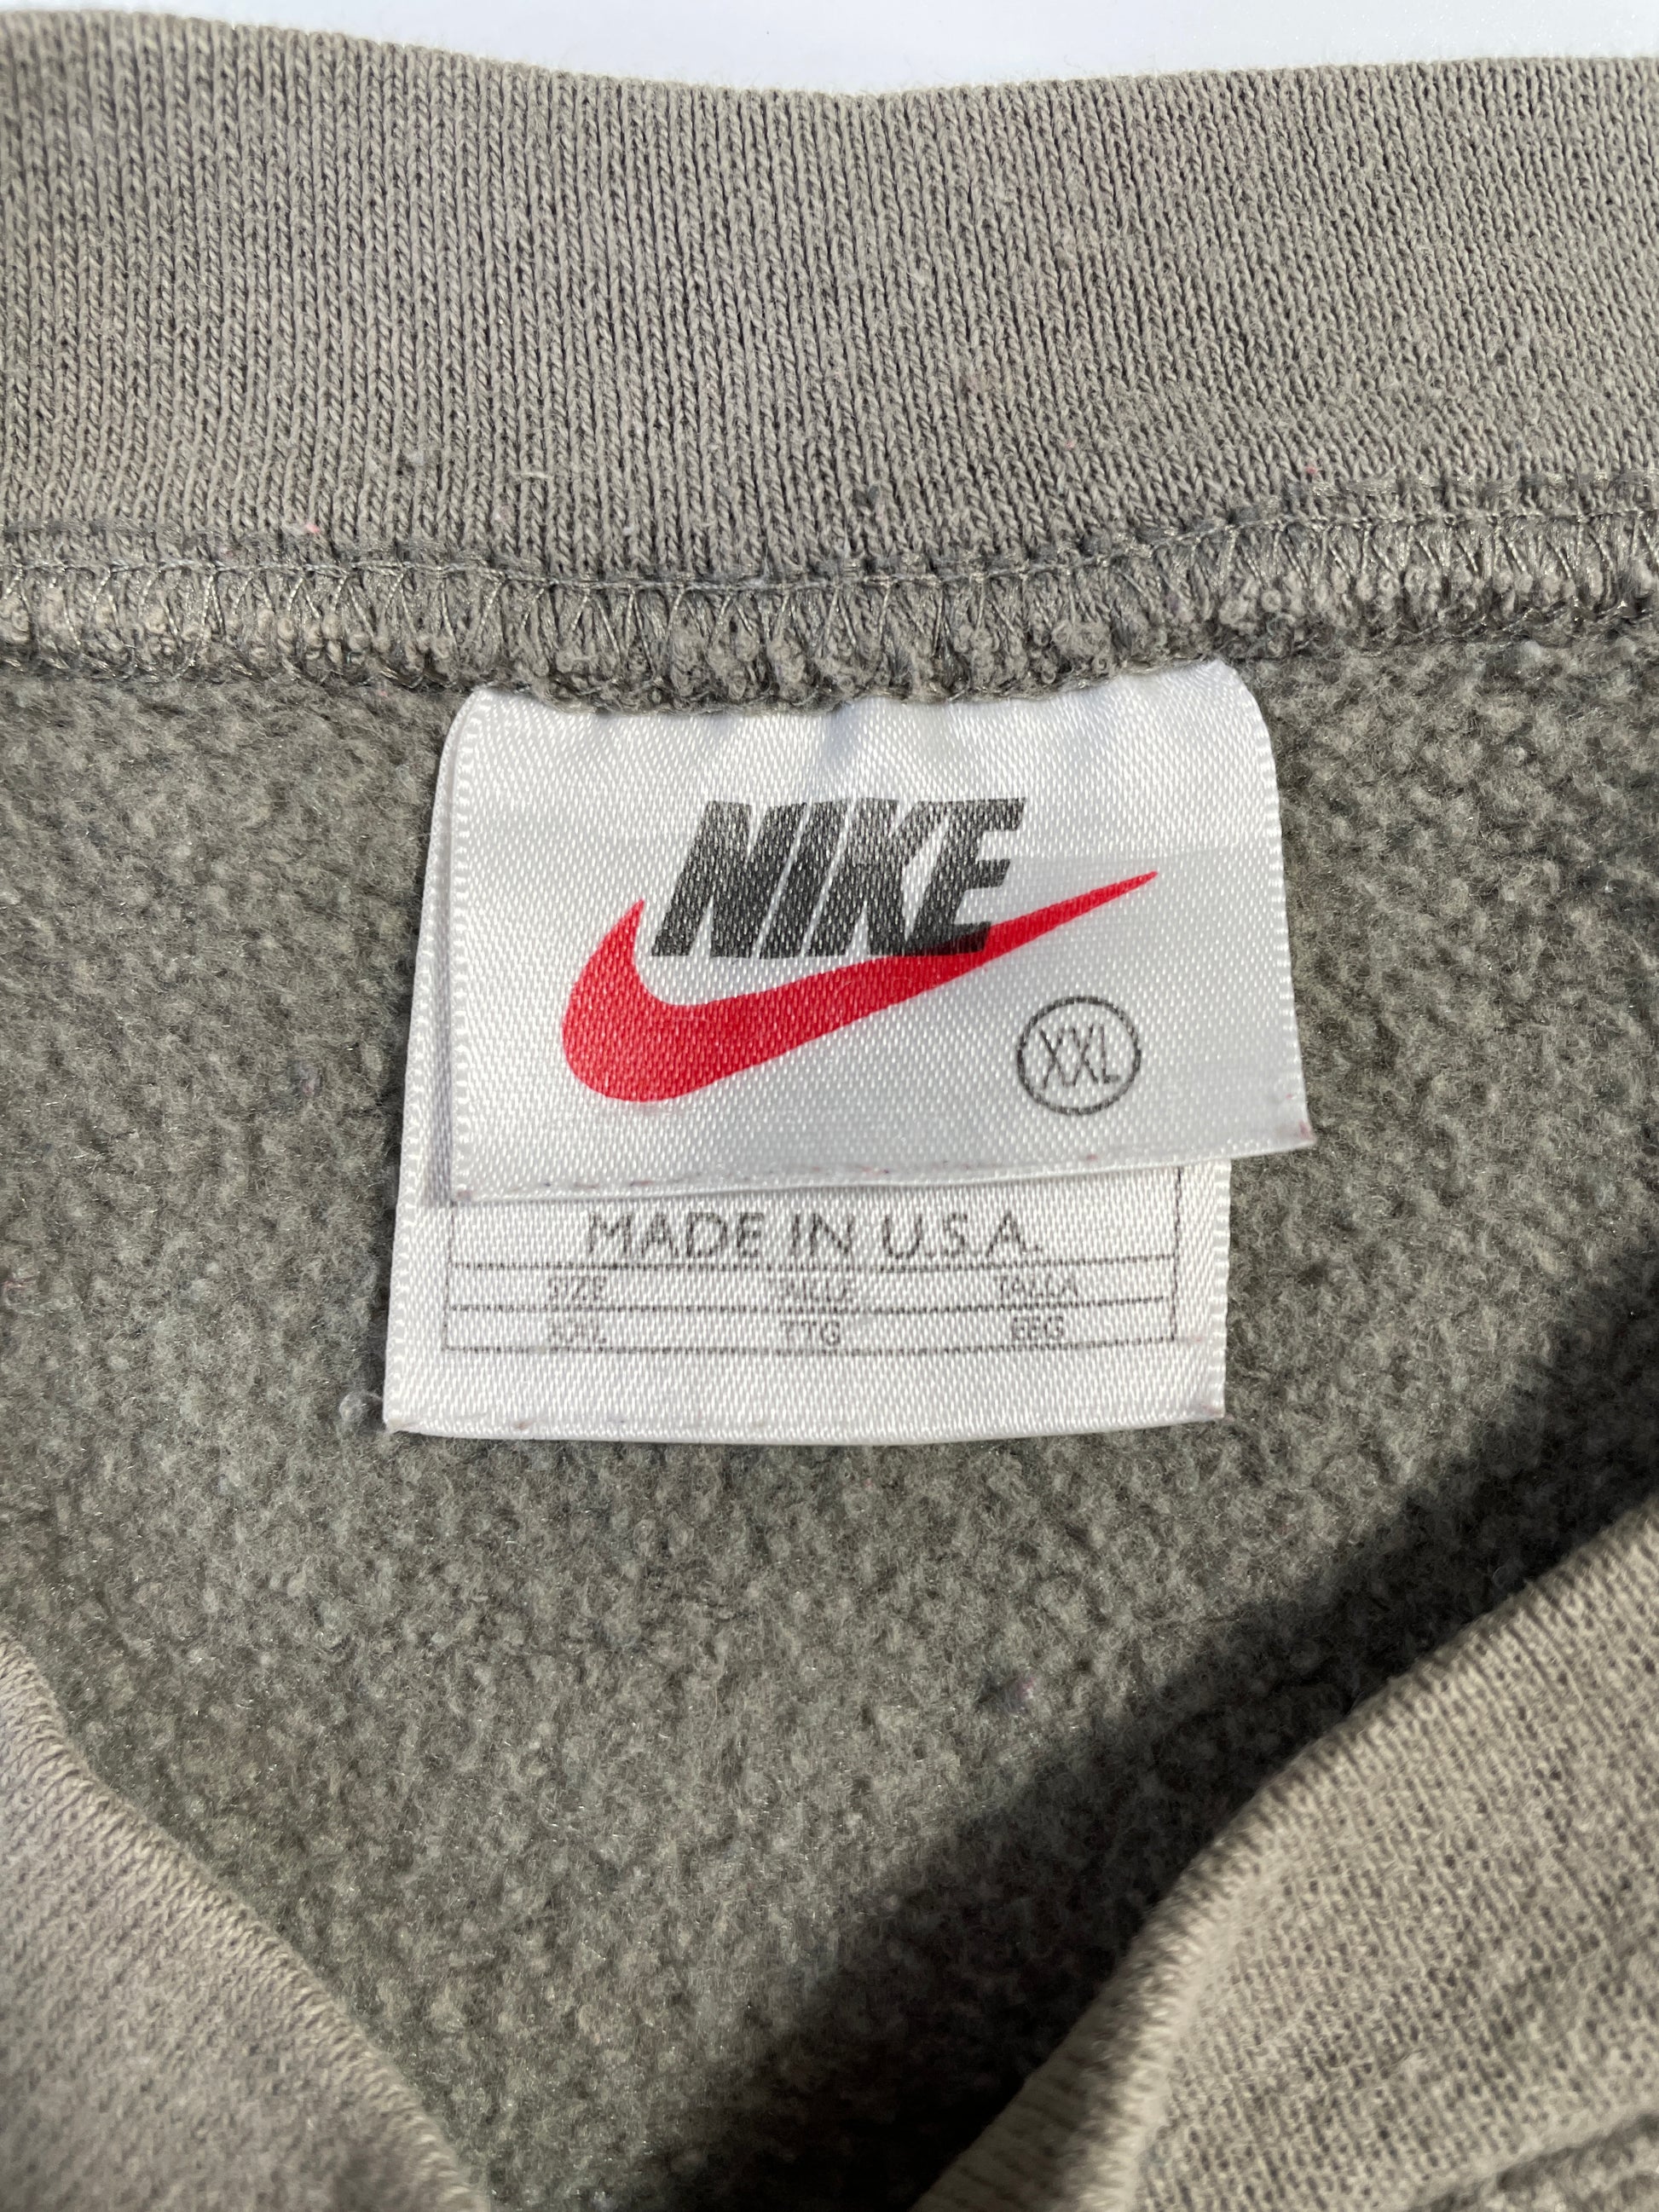 NIKE
XXL
MADE IN U.S.A.
SIZE TAILLE TALLA
XXL TTG EEG